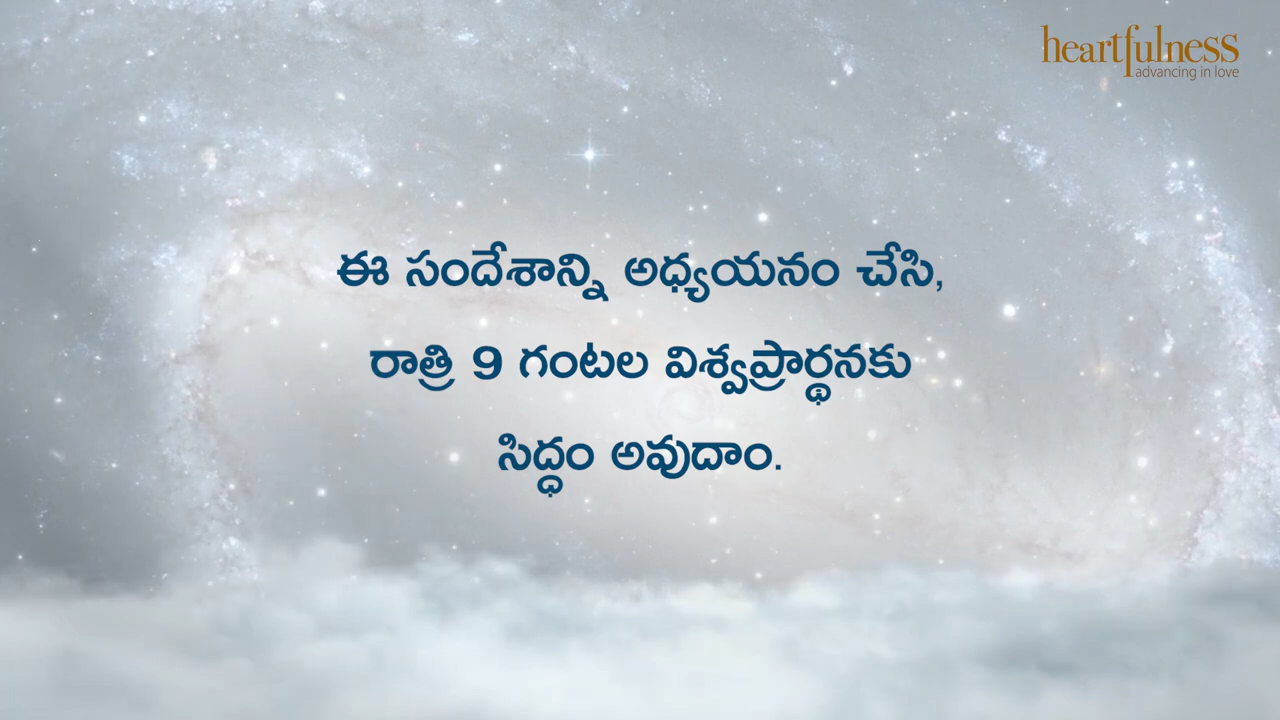 heartfulness
advancing in love
ఈ సందేశాన్ని అధ్యయనం చేసి,
రాత్రి 9 గంటల విశ్వప్రార్థనకు
సిద్ధం అవుదాం.